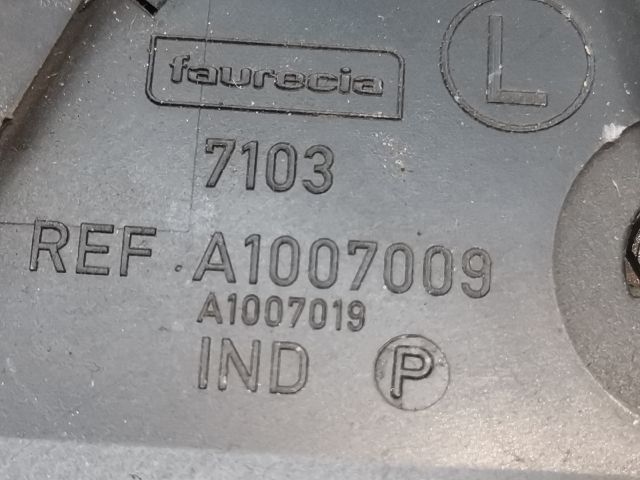 faurecia
L
7103
REF A1007009
A1007019
IND P